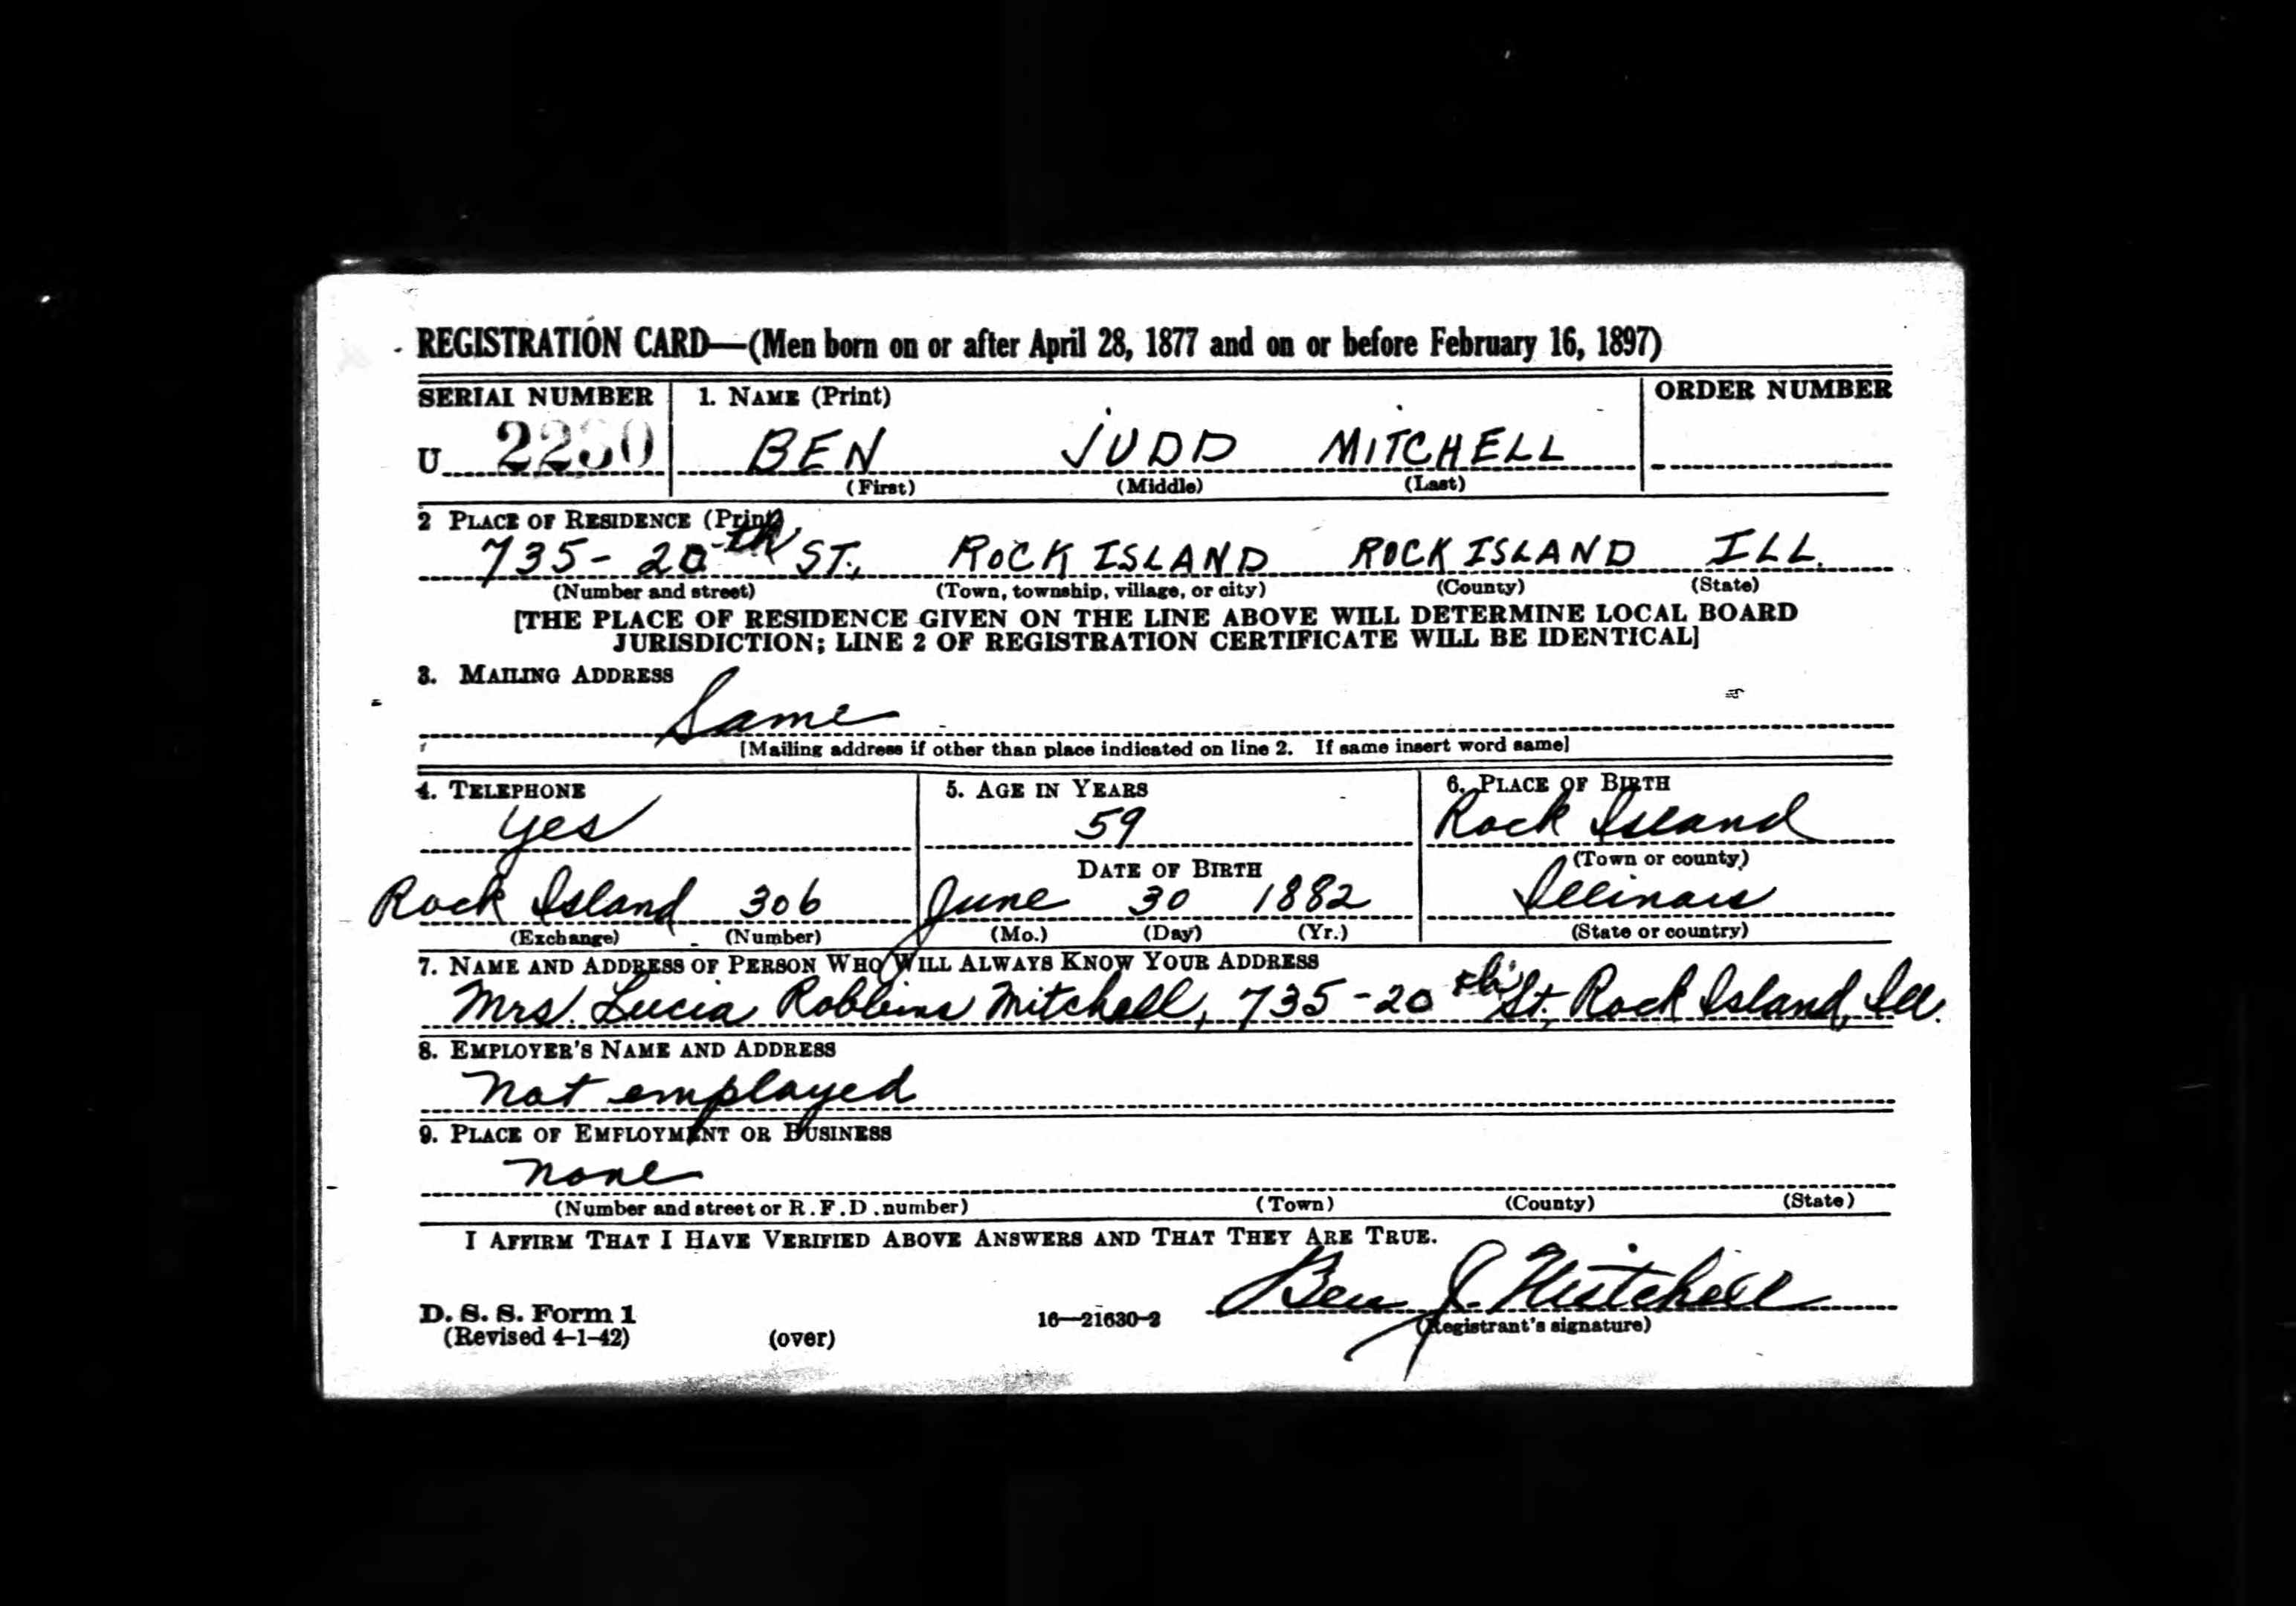 REGISTRATION CARD—(Men born on or after April 28, 1877 and on or before February 16, 1897)
SERIAL NUMBER 1. NAME (Print) ORDER NUMBER
U 2230 BEN JUDD MITCHELL
(First) (Middle) (Last)
2 PLACE OF RESIDENCE (Print)
735 - 20th ST., ROCK ISLAND ROCK ISLAND ILL.
(Number and street) (Town, township, village, or city) (County) (State)
[THE PLACE OF RESIDENCE GIVEN ON THE LINE ABOVE WILL DETERMINE LOCAL BOARD
JURISDICTION; LINE 2 OF REGISTRATION CERTIFICATE WILL BE IDENTICAL]
3. MAILING ADDRESS
Same
[Mailing address if other than place indicated on line 2. If same insert word same]
4. TELEPHONE 5. AGE IN YEARS 6. PLACE OF BIRTH
yes 59 Rock Island
DATE OF BIRTH (Town or county)
Rock Island 306 June 30 1882 Illinois
(Exchange) (Number) (Mo.) (Day) (Yr.) (State or country)
7. NAME AND ADDRESS OF PERSON WHO WILL ALWAYS KNOW YOUR ADDRESS
Mrs. Lucia Robbins Mitchell, 735 - 20th St., Rock Island, Ill.
8. EMPLOYER'S NAME AND ADDRESS
not employed
9. PLACE OF EMPLOYMENT OR BUSINESS
none
(Number and street or R.F.D. number) (Town) (County) (State)
I AFFIRM THAT I HAVE VERIFIED ABOVE ANSWERS AND THAT THEY ARE TRUE.
Ben J. Mitchell
D. S. S. Form 1 16—21630-2 (Registrant's signature)
(Revised 4-1-42) (over)